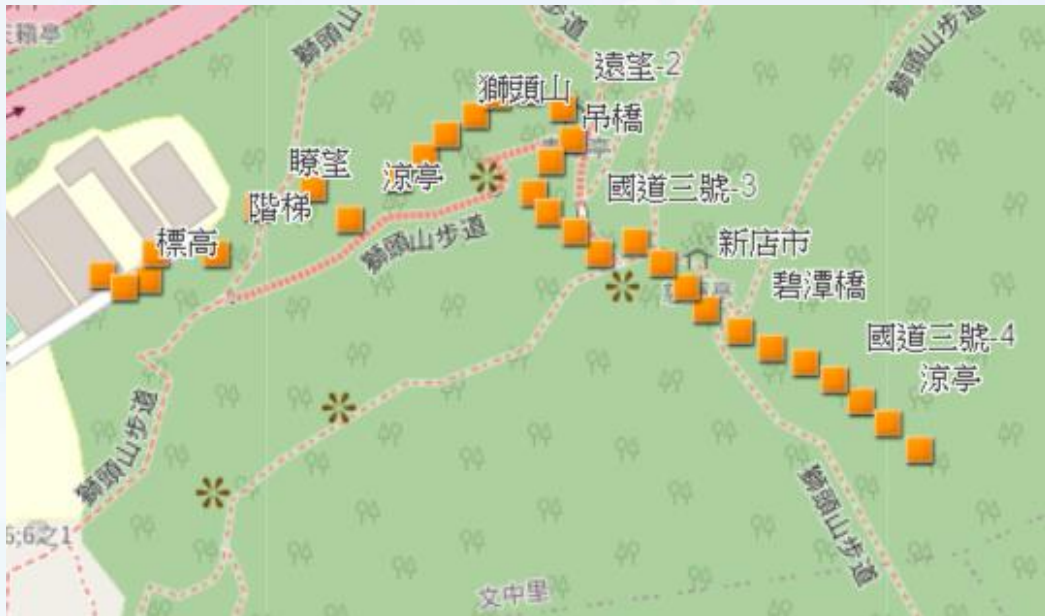 獅頭山
步道
獅頭山步道
遠望-2
獅頭山
吊橋
瞭望
涼亭
國道三號-3
階梯
獅頭山步道
標高
新店市
碧潭橋
國道三號-4
涼亭
獅頭山步道
獅頭山步道
文中里